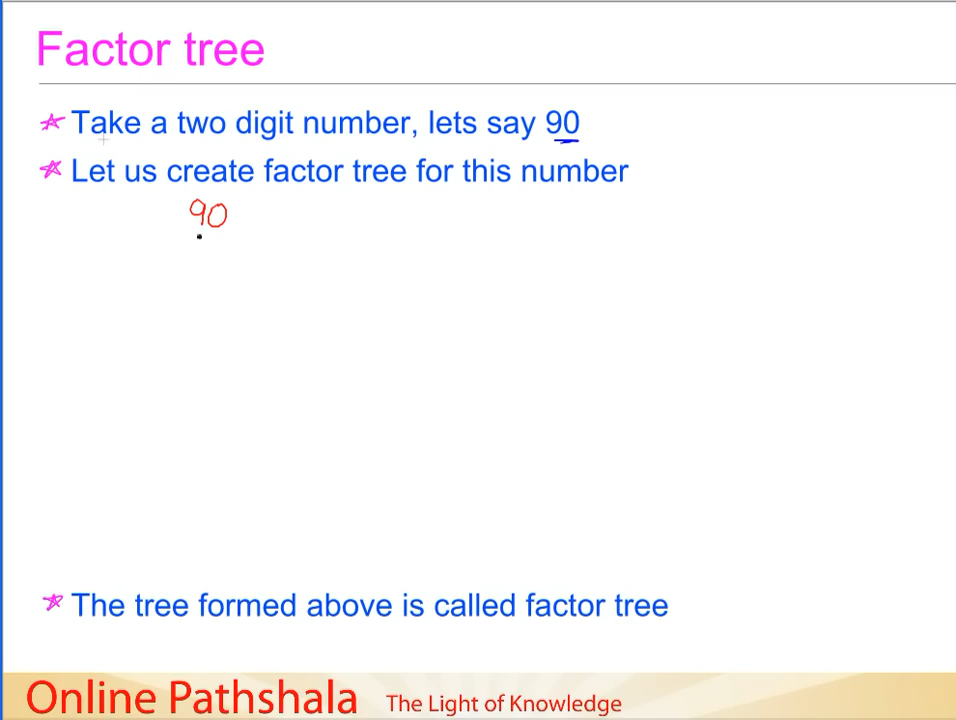 Factor tree
Take a two digit number, lets say 90
Let us create factor tree for this number
90
The tree formed above is called factor tree
Online Pathshala The Light of Knowledge